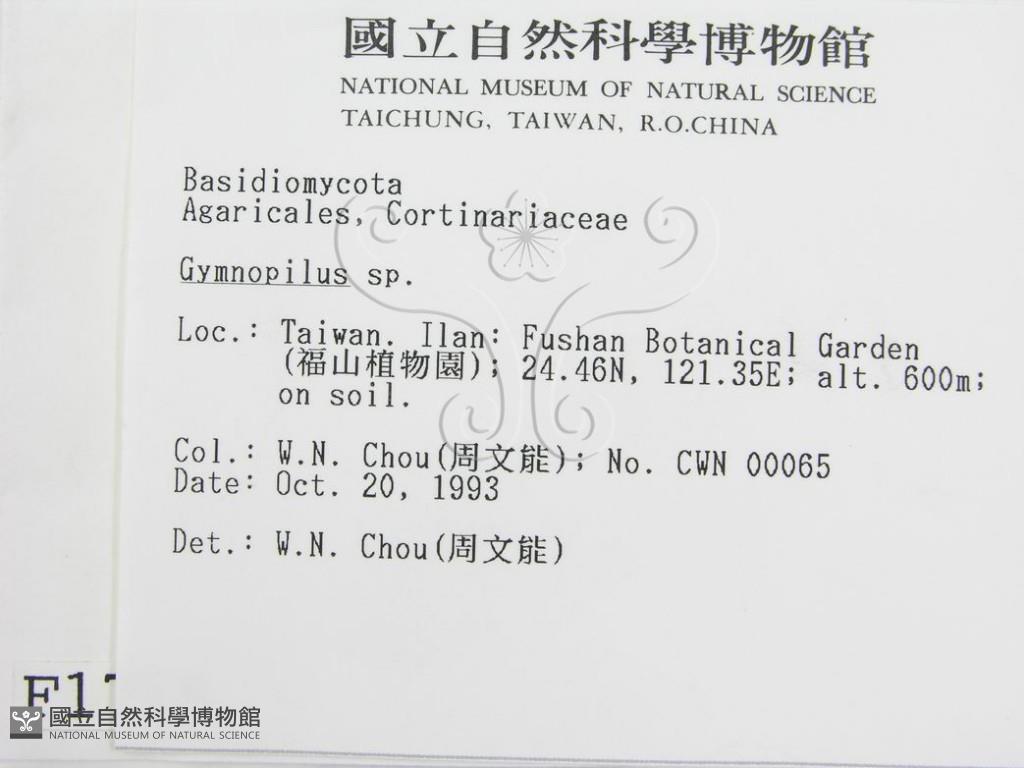 國立自然科學博物館
NATIONAL MUSEUM OF NATURAL SCIENCE
TAICHUNG, TAIWAN, R.O.CHINA
Basidiomycota
Agaricales, Cortinariaceae
Gymnopilus sp.
Loc.: Taiwan. Ilan: Fushan Botanical Garden
(福山植物園); 24.46N, 121.35E; alt. 600m;
on soil.
Col.: W.N. Chou(周文能); No. CWN 00065
Date: Oct. 20, 1993
Det.: W.N. Chou(周文能)
國立自然科學博物館
NATIONAL MUSEUM OF NATURAL SCIENCE